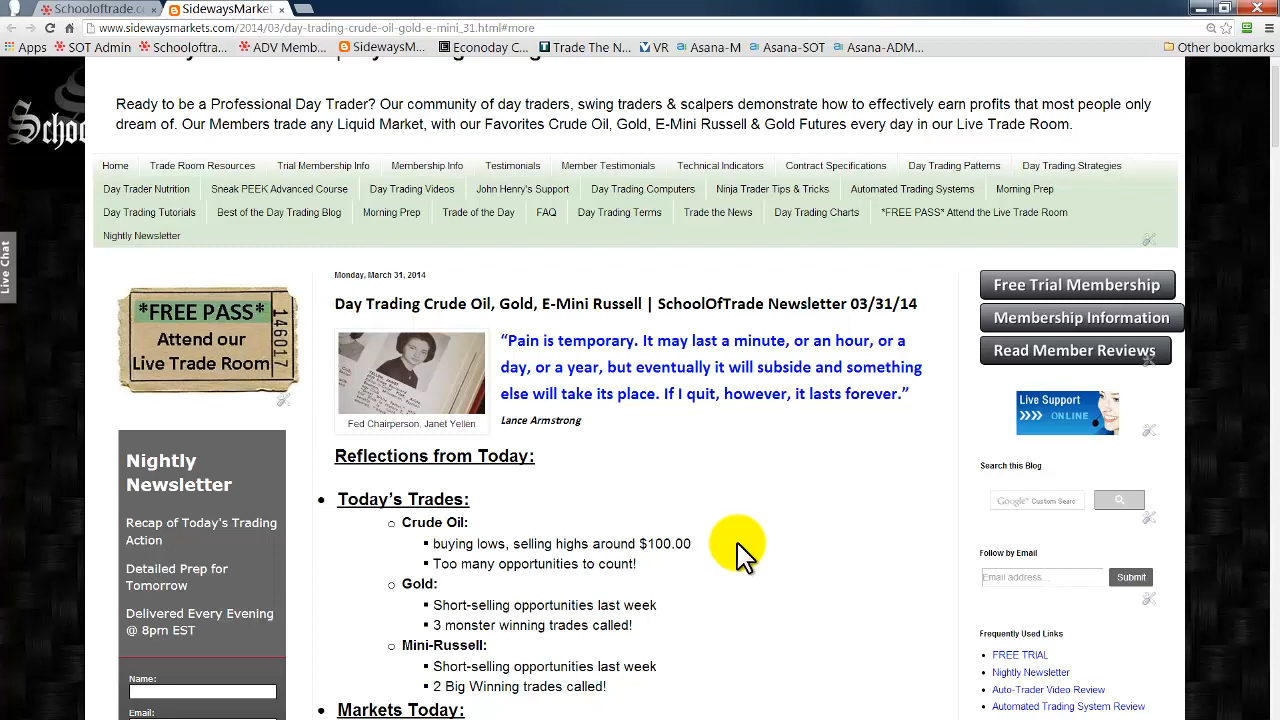 Schooloftrade.c
SidewaysMarket
www.sidewaysmarkets.com/2014/03/day-trading-crude-oil-gold-e-mini_31.html#more
Apps SOT Admin Schooloftrad... ADV Memb... SidewaysM... Econoday C... Trade The N... VR Asana-M Asana-SOT Asana-ADM... Other bookmarks
Ready to be a Professional Day Trader? Our community of day traders, swing traders & scalpers demonstrate how to effectively earn profits that most people only
dream of. Our Members trade any Liquid Market, with our Favorites Crude Oil, Gold, E-Mini Russell & Gold Futures every day in our Live Trade Room.
Home Trade Room Resources Trial Membership Info Membership Info Testimonials Member Testimonials Technical Indicators Contract Specifications Day Trading Patterns Day Trading Strategies
Day Trader Nutrition Sneak PEEK Advanced Course Day Trading Videos John Henry's Support Day Trading Computers Ninja Trader Tips & Tricks Automated Trading Systems Morning Prep
Day Trading Tutorials Best of the Day Trading Blog Morning Prep Trade of the Day FAQ Day Trading Terms Trade the News Day Trading Charts *FREE PASS* Attend the Live Trade Room
Nightly Newsletter
Live Chat
*FREE PASS*
Attend our
Live Trade Room
148017
Nightly
Newsletter
Recap of Today's Trading
Action
Detailed Prep for
Tomorrow
Delivered Every Evening
@ 8pm EST
Name:
Email:
Monday, March 31, 2014
Day Trading Crude Oil, Gold, E-Mini Russell | SchoolOfTrade Newsletter 03/31/14
Fed Chairperson, Janet Yellen
“Pain is temporary. It may last a minute, or an hour, or a
day, or a year, but eventually it will subside and something
else will take its place. If I quit, however, it lasts forever.”
Lance Armstrong
Reflections from Today:
• Today's Trades:
o Crude Oil:
▪ buying lows, selling highs around $100.00
▪ Too many opportunities to count!
o Gold:
▪ Short-selling opportunities last week
▪ 3 monster winning trades called!
o Mini-Russell:
▪ Short-selling opportunities last week
▪ 2 Big Winning trades called!
• Markets Today:
Free Trial Membership
Membership Information
Read Member Reviews
Live Support
>>> ONLINE
Search this Blog
Google™ Custom Searc
Follow by Email
Email address...
Submit
Frequently Used Links
• FREE TRIAL
• Nightly Newsletter
• Auto-Trader Video Review
• Automated Trading System Review